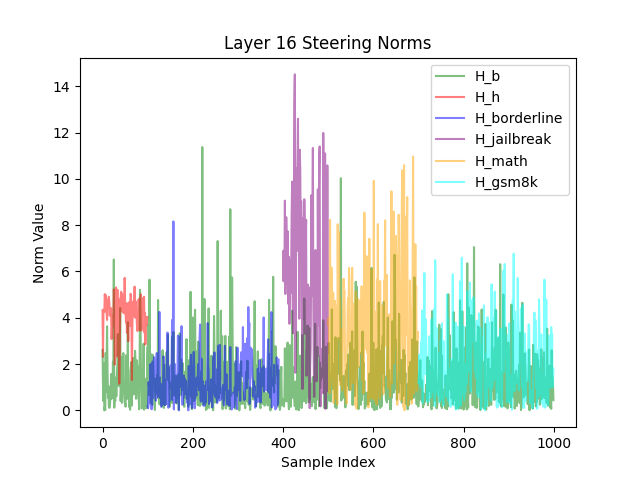 Layer 16 Steering Norms
H_b
H_h
H_borderline
H_jailbreak
H_math
H_gsm8k
Norm Value
14
12
10
8
6
4
2
0
0 200 400 600 800 1000
Sample Index